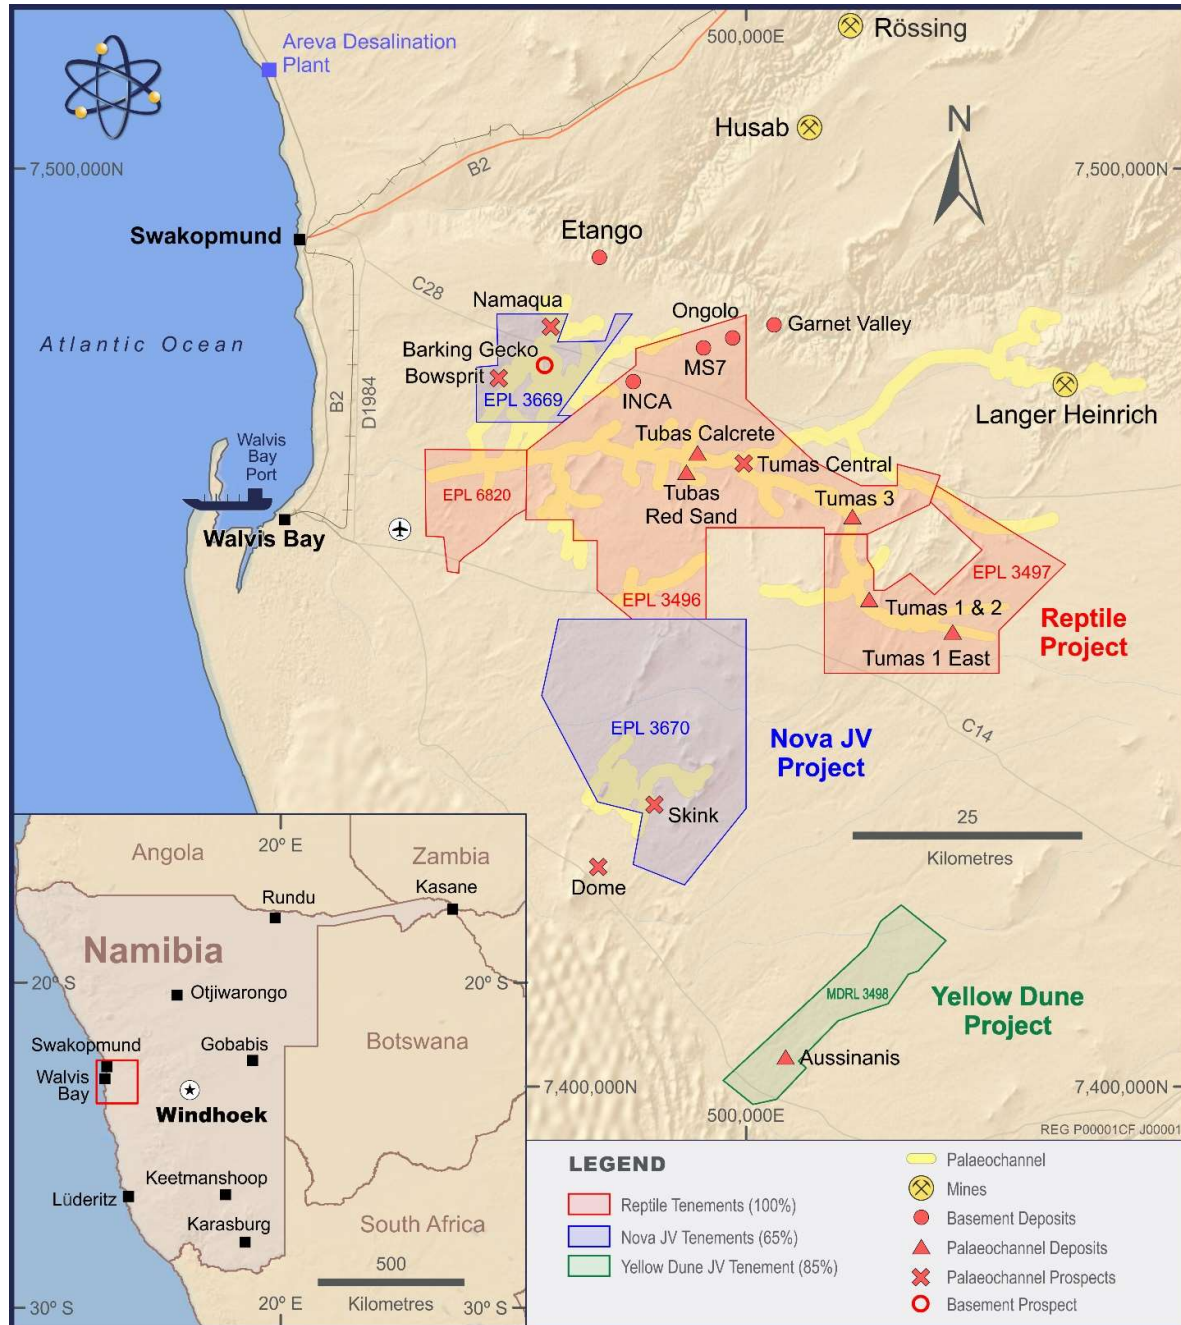 Areva Desalination
Plant
500,000E
Rössing
Husab
N
7,500,000N
7,500,000N
B2
Swakopmund
Etango
C28
Namaqua
Ongolo
Garnet Valley
Atlantic Ocean
Barking Gecko
MS7
Bowsprit
B2
D1984
EPL 3669
INCA
Langer Heinrich
Tubas Calcrete
Walvis
Bay
Port
Tumas Central
EPL 6820
Tubas
Red Sand
Tumas 3
Walvis Bay
EPL 3497
EPL 3496
Tumas 1 & 2
Reptile
Project
Tumas 1 East
EPL 3670
C14
Nova JV
Project
Skink
25
Kilometres
Dome
MDRL 3498
Yellow Dune
Project
Aussinanis
7,400,000N
7,400,000N
500,000E
REG P00001CF J00001
Angola
20° E
Zambia
Kasane
Rundu
Namibia
20° S
20° S
Otjiwarongo
Swakopmund
Gobabis
Botswana
Walvis
Bay
Windhoek
Keetmanshoop
Lüderitz
Karasburg
South Africa
500
Kilometres
30° S
20° E
30° S
LEGEND
Reptile Tenements (100%)
Nova JV Tenements (65%)
Yellow Dune JV Tenement (85%)
Palaeochannel
Mines
Basement Deposits
Palaeochannel Deposits
Palaeochannel Prospects
Basement Prospect